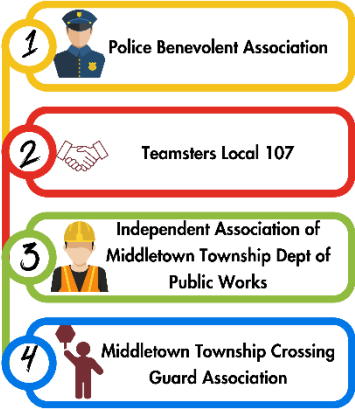 1
Police Benevolent Association
2
Teamsters Local 107
3
Independent Association of
Middletown Township Dept of
Public Works
4
Middletown Township Crossing
Guard Association